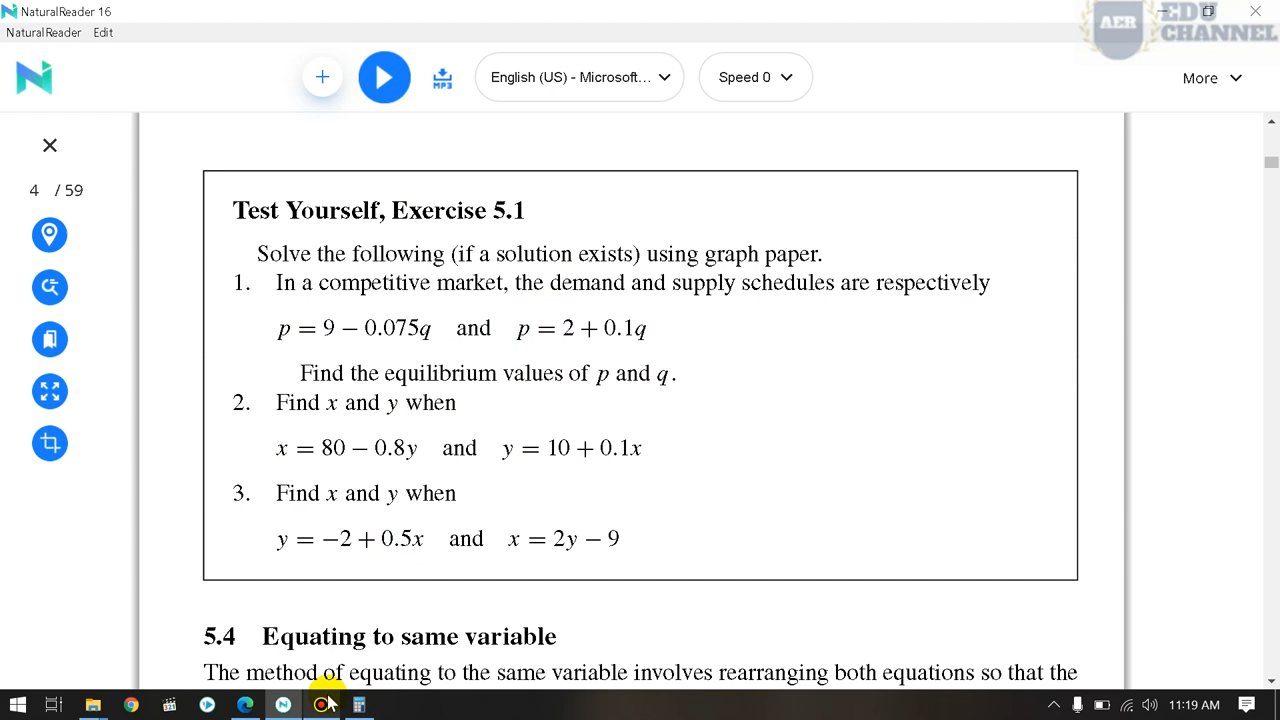 NaturalReader 16
NaturalReader Edit
AER EDU CHANNEL
MP3
English (US) - Microsoft...
Speed 0
More
4 / 59
Test Yourself, Exercise 5.1
Solve the following (if a solution exists) using graph paper.
1. In a competitive market, the demand and supply schedules are respectively
p = 9 − 0.075q and p = 2 + 0.1q
Find the equilibrium values of p and q.
2. Find x and y when
x = 80 − 0.8y and y = 10 + 0.1x
3. Find x and y when
y = −2 + 0.5x and x = 2y − 9
5.4 Equating to same variable
The method of equating to the same variable involves rearranging both equations so that the
11:19 AM